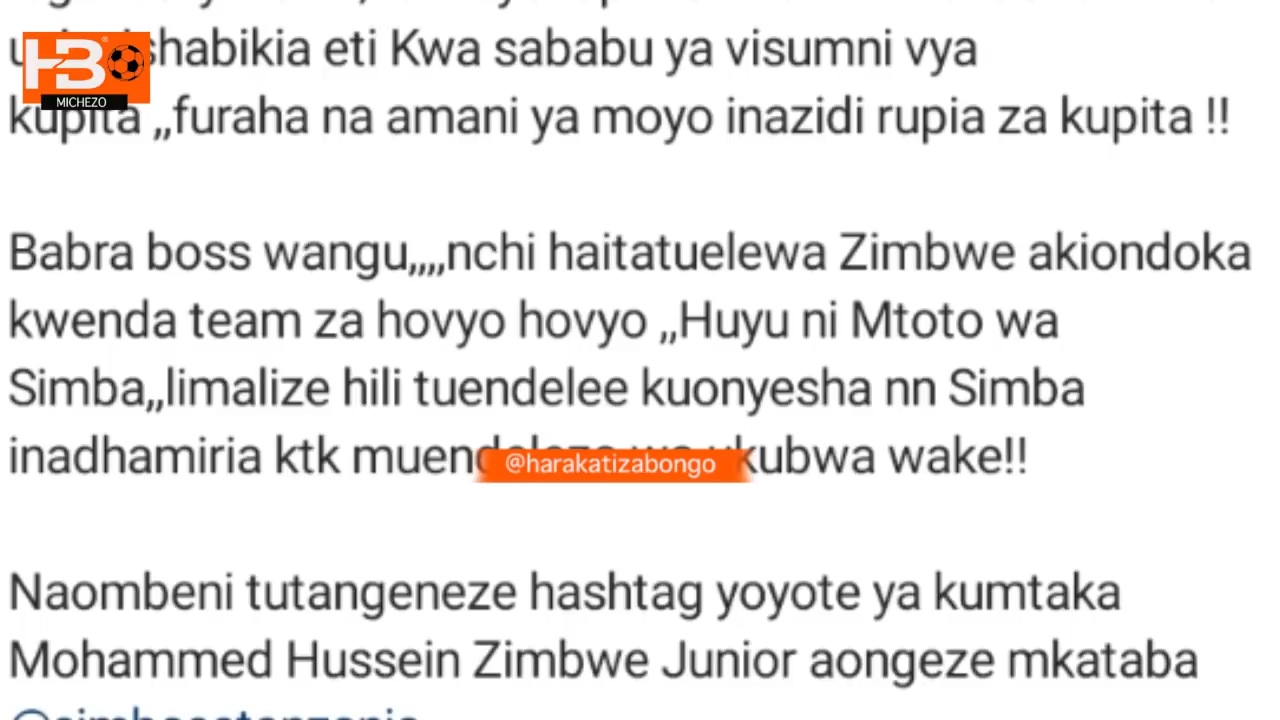 eti Kwa sababu ya visumni vya
kupita ,,furaha na amani ya moyo inazidi rupia za kupita !!
Babra boss wangu,,,,nchi haitatuelewa Zimbwe akiondoka
kwenda team za hovyo hovyo ,,Huyu ni Mtoto wa
Simba,,limalize hili tuendelee kuonyesha nn Simba
inadhamiria ktk ukubwa wake!!
Naombeni tutangeneze hashtag yoyote ya kumtaka
Mohammed Hussein Zimbwe Junior aongeze mkataba
HB
MICHEZO
@harakatizabongo